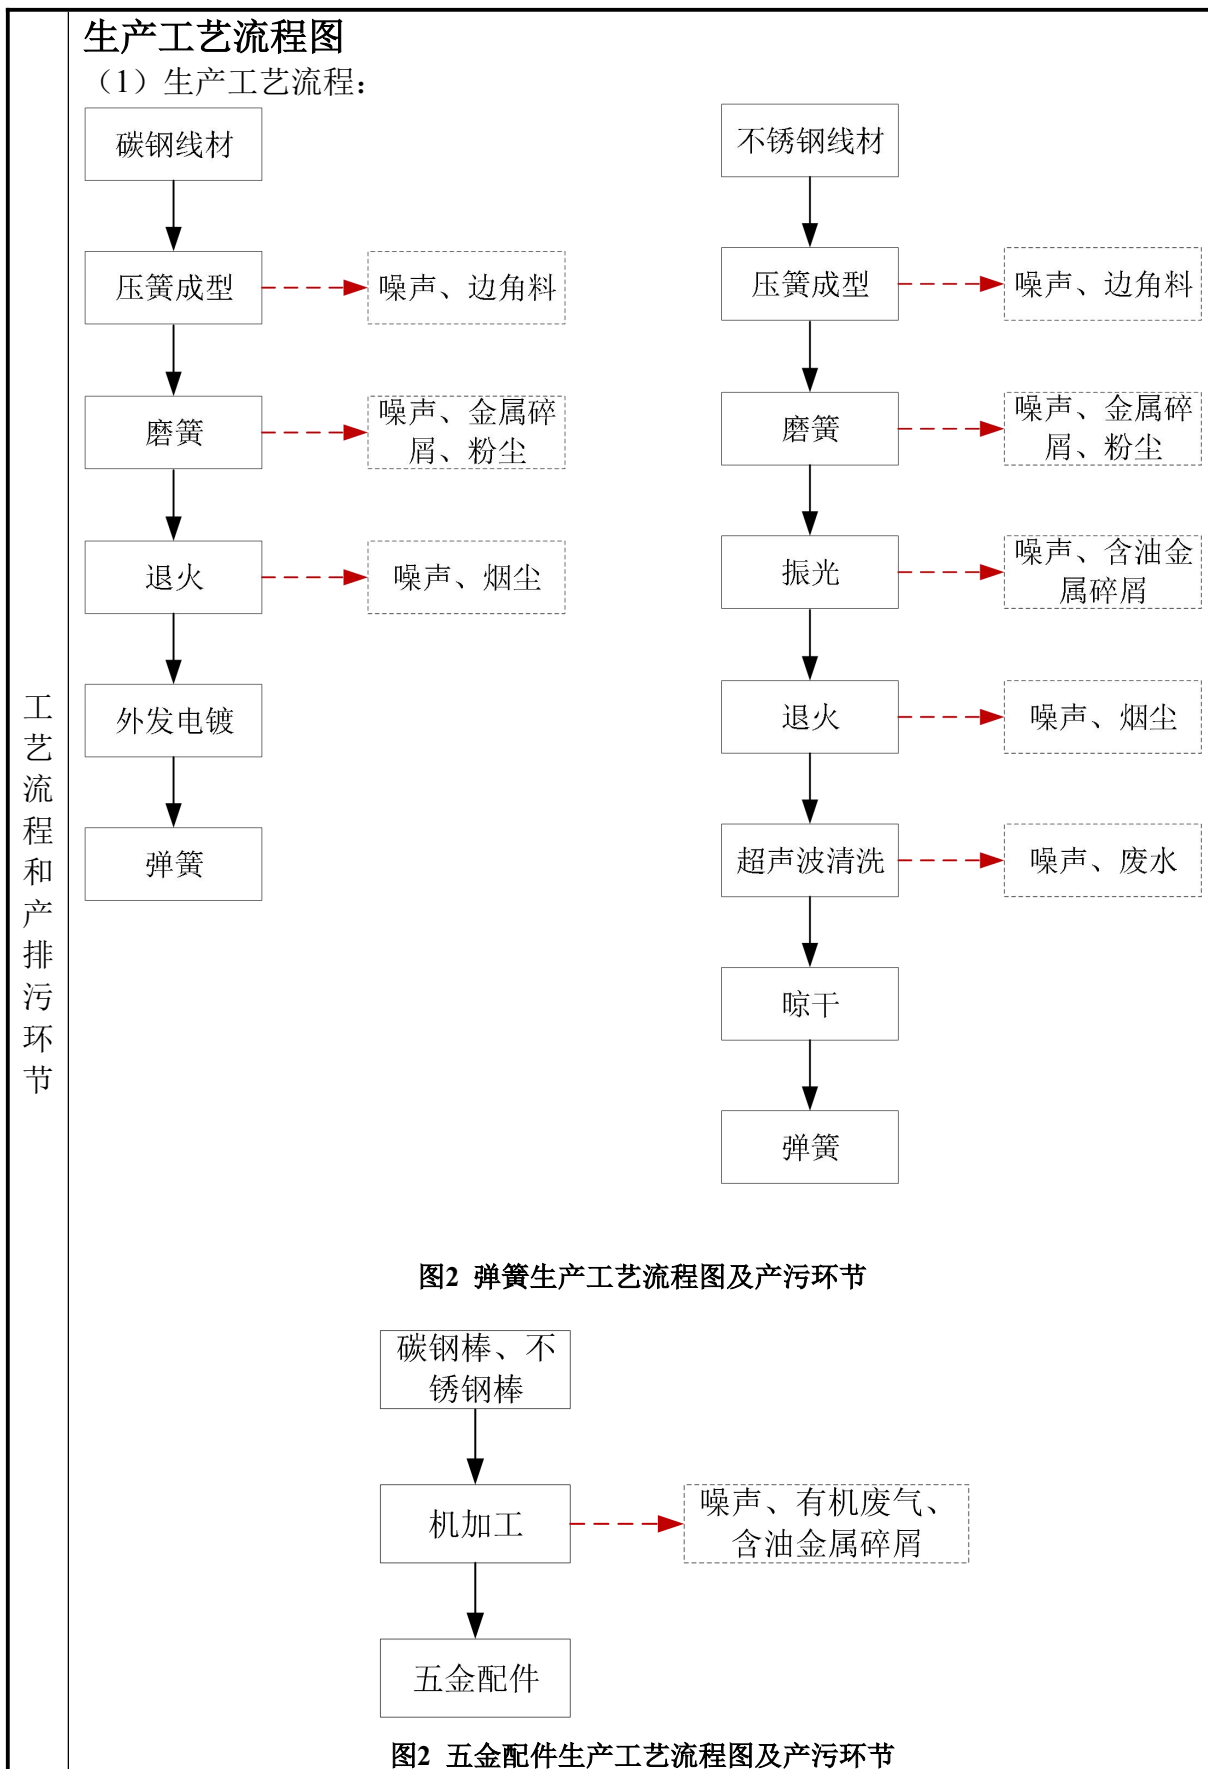 生产工艺流程图
（1）生产工艺流程：
碳钢线材
压簧成型
噪声、边角料
磨簧
噪声、金属碎
屑、粉尘
退火
噪声、烟尘
外发电镀
弹簧
不锈钢线材
压簧成型
噪声、边角料
磨簧
噪声、金属碎
屑、粉尘
振光
噪声、含油金
属碎屑
退火
噪声、烟尘
超声波清洗
噪声、废水
晾干
弹簧
图2 弹簧生产工艺流程图及产污环节
碳钢棒、不
锈钢棒
机加工
噪声、有机废气、
含油金属碎屑
五金配件
图2 五金配件生产工艺流程图及产污环节
工
艺
流
程
和
产
排
污
环
节